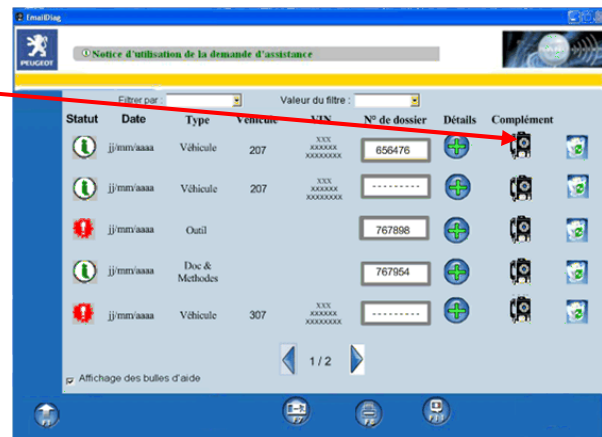 EmalDiag
PEUGEOT
Notice d'utilisation de la demande d'assistance
Filtrer par : Valeur du filtre :
Statut Date Type Véhicule VIN N° de dossier Détails Complément
jj/mm/aaaa Véhicule 207 xxx xxxxxx xxxxxxxx 656476
jj/mm/aaaa Véhicule 207 xxx xxxxxx xxxxxxxx ---------
jj/mm/aaaa Outil 767898
jj/mm/aaaa Doc & Methodes 767954
jj/mm/aaaa Véhicule 307 xxx xxxxxx xxxxxxxx ---------
1 / 2
Affichage des bulles d'aide